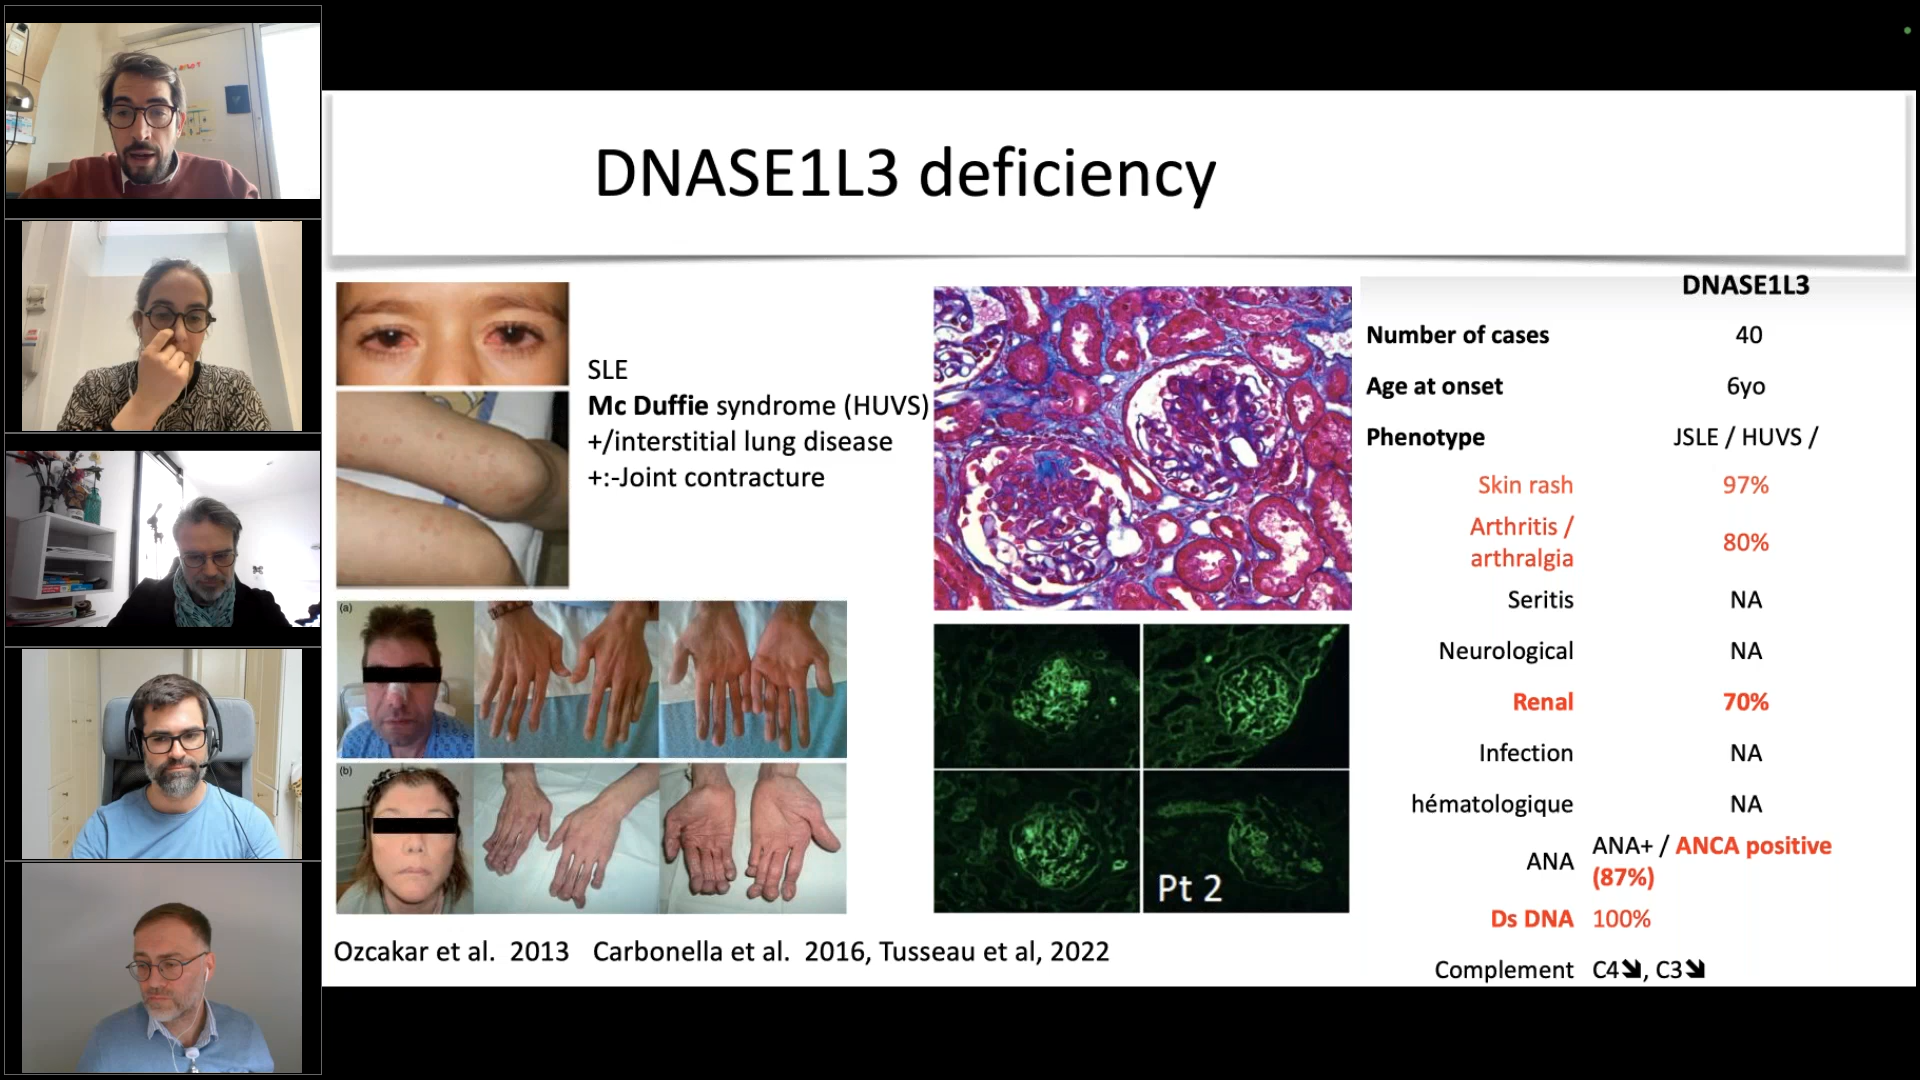 DNASE1L3 deficiency
SLE
Mc Duffie syndrome (HUVS)
+/interstitial lung disease
+:-Joint contracture
(a)
(b)
Pt 2
Ozcakar et al. 2013 Carbonella et al. 2016, Tusseau et al, 2022
DNASE1L3
Number of cases 40
Age at onset 6yo
Phenotype JSLE / HUVS /
Skin rash 97%
Arthritis /
arthralgia 80%
Seritis NA
Neurological NA
Renal 70%
Infection NA
hématologique NA
ANA ANA+ / ANCA positive
(87%)
Ds DNA 100%
Complement C4⬊, C3⬊